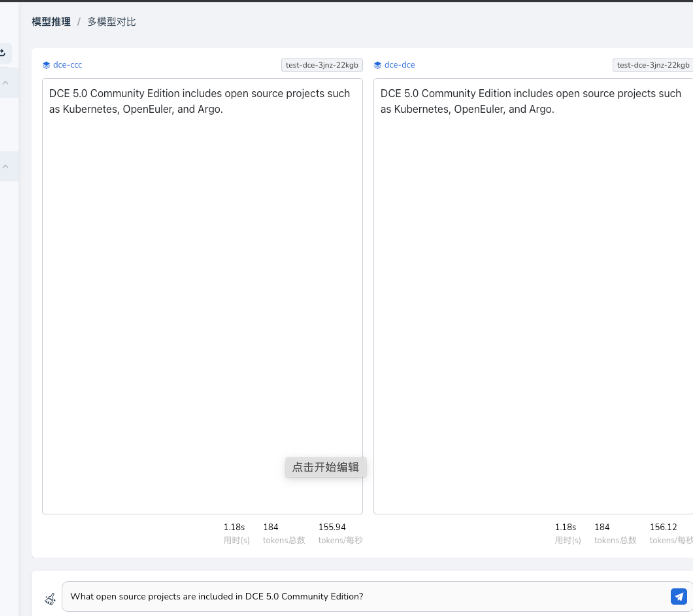 模型推理 / 多模型对比
dce-ccc
test-dce-3jnz-22kgb
DCE 5.0 Community Edition includes open source projects such
as Kubernetes, OpenEuler, and Argo.
点击开始编辑
1.18s 184 155.94
用时(s) tokens总数 tokens/每秒
dce-dce
test-dce-3jnz-22kgb
DCE 5.0 Community Edition includes open source projects such
as Kubernetes, OpenEuler, and Argo.
1.18s 184 156.12
用时(s) tokens总数 tokens/每秒
What open source projects are included in DCE 5.0 Community Edition?